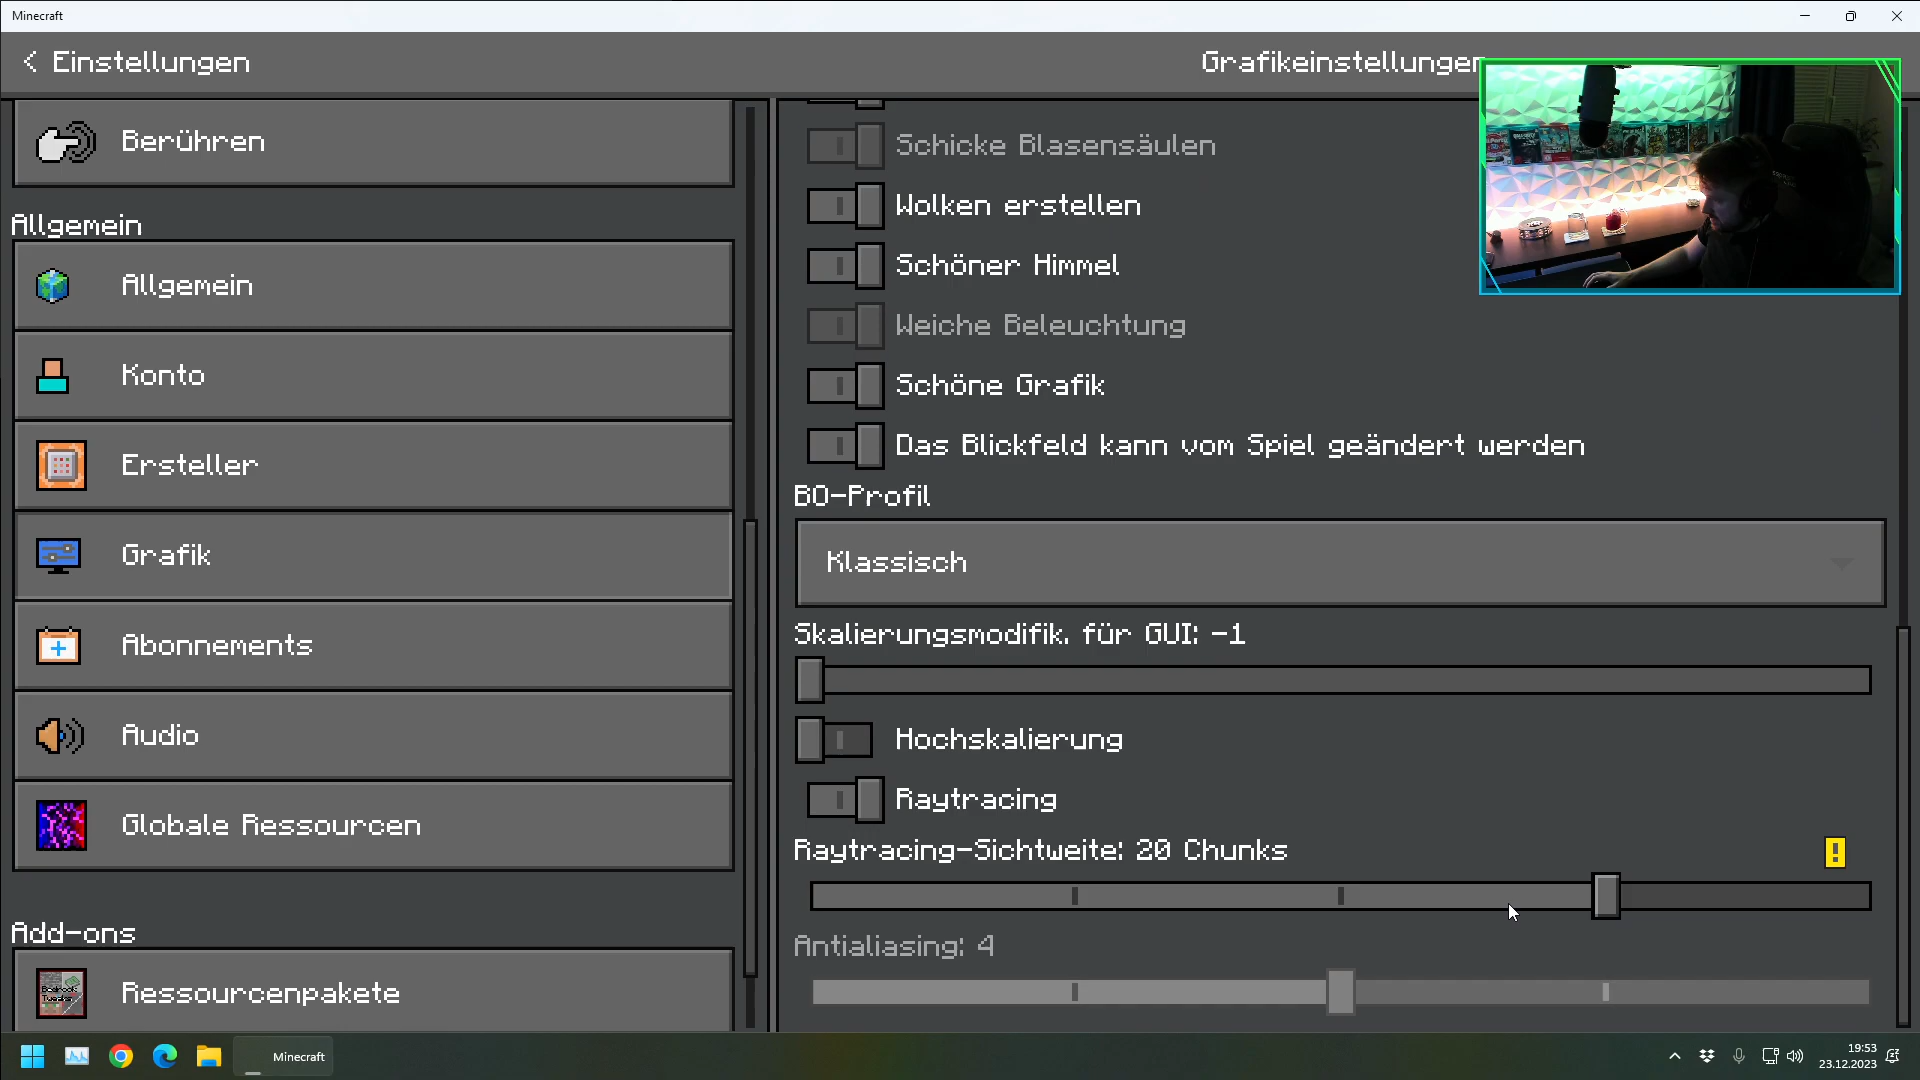 Minecraft
Einstellungen
Grafikeinstellungen
Berühren
Allgemein
Allgemein
Konto
Ersteller
Grafik
Abonnements
Audio
Globale Ressourcen
Add-ons
Ressourcenpakete
Schicke Blasensäulen
Wolken erstellen
Schöner Himmel
Weiche Beleuchtung
Schöne Grafik
Das Blickfeld kann vom Spiel geändert werden
BO-Profil
Klassisch
Skalierungsmodifik. für GUI: -1
Hochskalierung
Raytracing
Raytracing-Sichtweite: 20 Chunks
Antialiasing: 4
Minecraft
19:53
23.12.2023